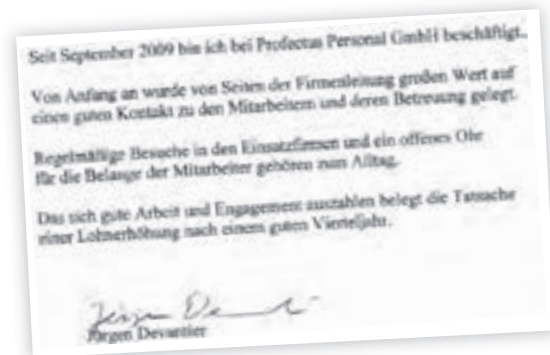 Seit September 2009 bin ich bei Profectus Personal GmbH beschäftigt.
Von Anfang an wurde von Seiten der Firmenleitung großen Wert auf
einen guten Kontakt zu den Mitarbeitern und deren Betreuung gelegt.
Regelmäßige Besuche in den Einsatzfirmen und ein offenes Ohr
für die Belange der Mitarbeiter gehören zum Alltag.
Das sich gute Arbeit und Engagement auszahlen belegt die Tatsache
einer Lohnerhöhung nach einem guten Vierteljahr.
Jürgen Devantier